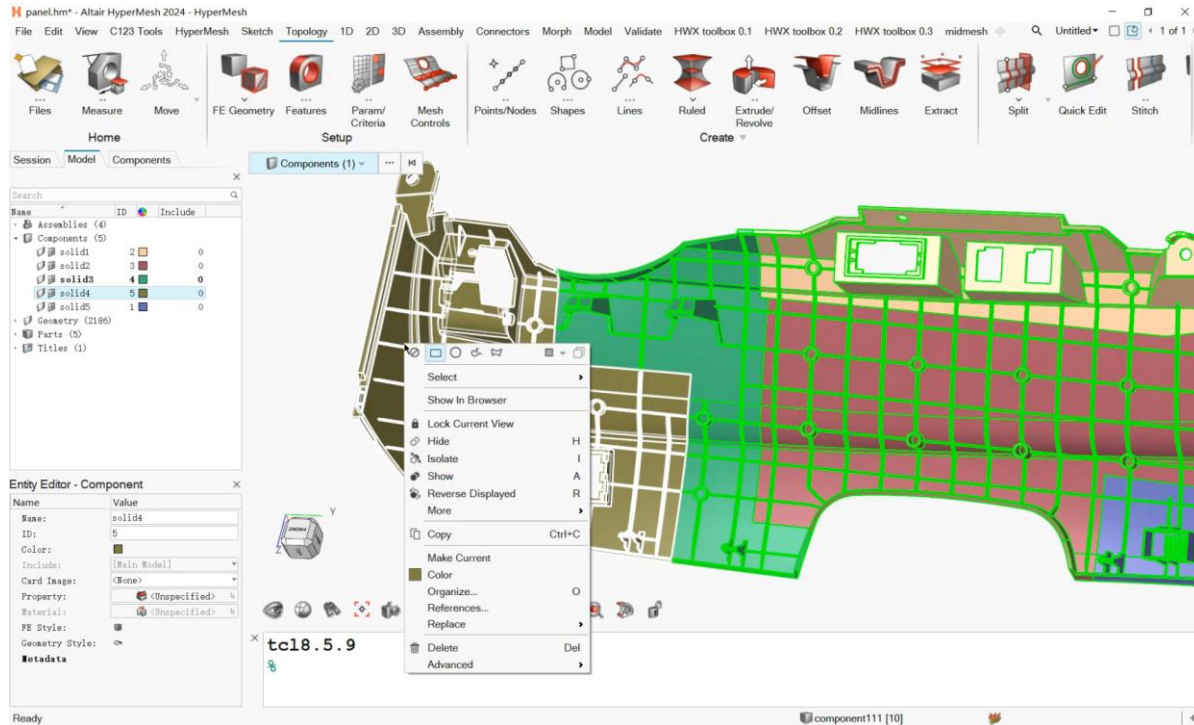 panel.hm* - Altair HyperMesh 2024 - HyperMesh
File Edit View C123 Tools HyperMesh Sketch Topology 1D 2D 3D Assembly Connectors Morph Model Validate HWX toolbox 0.1 HWX toolbox 0.2 HWX toolbox 0.3 midmesh Untitled 1 of 1
Files Measure Move FE Geometry Features Param/ Criteria Mesh Controls Points/Nodes Shapes Lines Ruled Extrude/ Revolve Offset Midlines Extract Split Quick Edit Stitch
Home Setup Create
Session Model Components
Components (1)
Search
Name ID Include
Assemblies (4)
Components (5)
solid1 2 0
solid2 3 0
solid3 4 0
solid4 5 0
solid5 1 0
Geometry (2186)
Parts (5)
Titles (1)
Select
Show In Browser
Lock Current View
Hide H
Isolate I
Show A
Reverse Displayed R
More
Copy Ctrl+C
Make Current
Color
Organize... O
References...
Replace
Delete Del
Advanced
Entity Editor - Component
Name Value
Name: solid4
ID: 5
Color:
Include: [Main Model]
Card Image: <None>
Property: <Unspecified>
Material: <Unspecified>
FE Style:
Geometry Style:
Metadata
Y
Z
FRONT
tcl8.5.9
Ready
component111 [10]